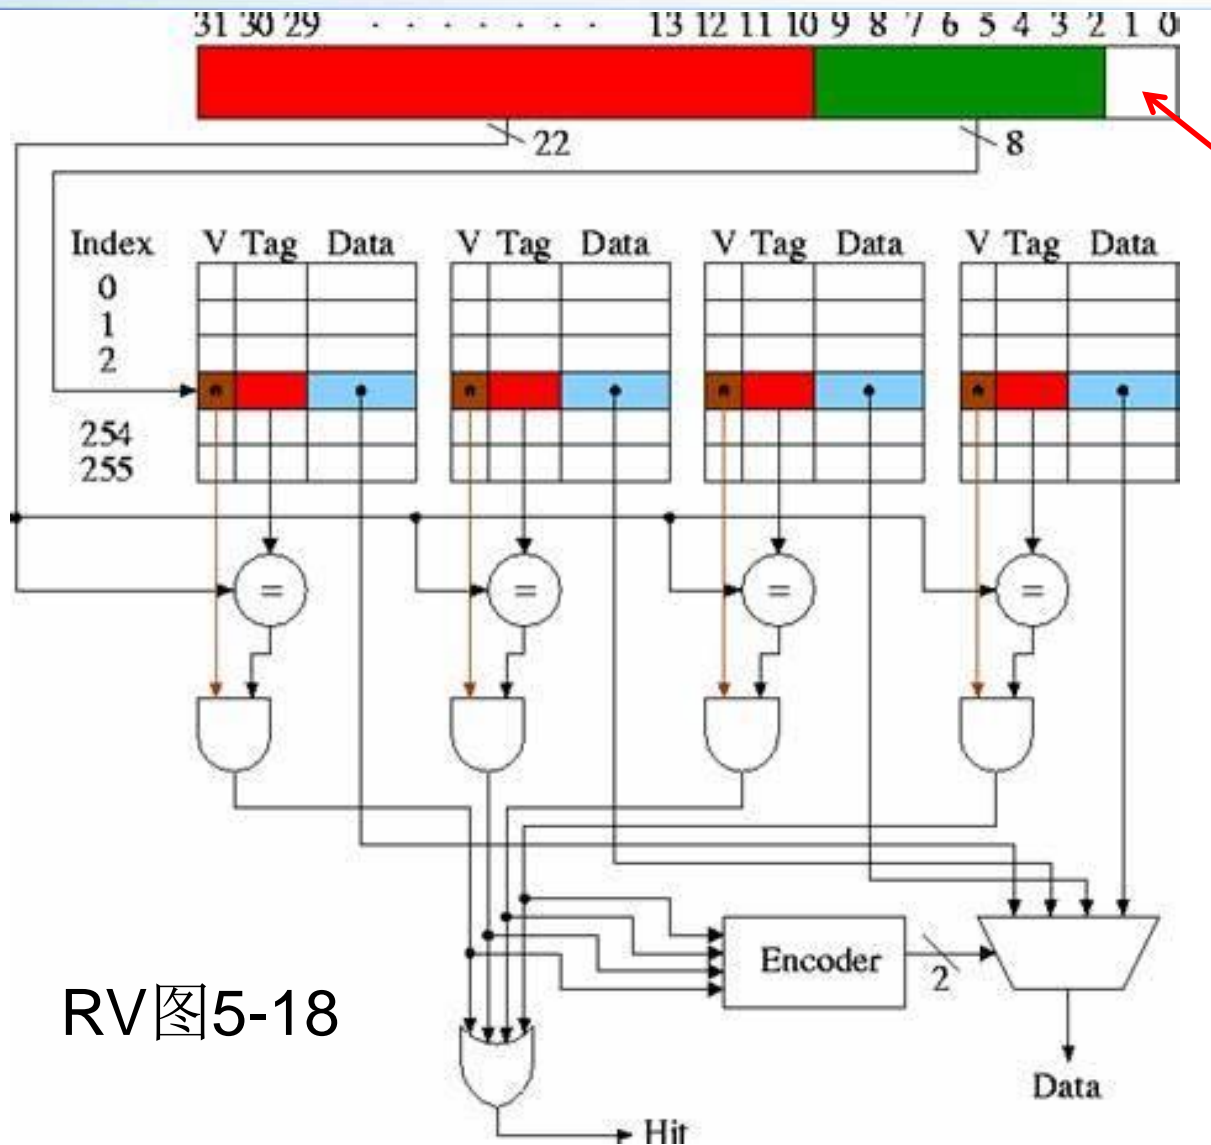 31 30 29 . . . . . . . 13 12 11 10 9 8 7 6 5 4 3 2 1 0
22 8
Index V Tag Data V Tag Data V Tag Data V Tag Data
0
1
2
254
255
= = = =
Encoder
2
RV图5-18
Data
Hit